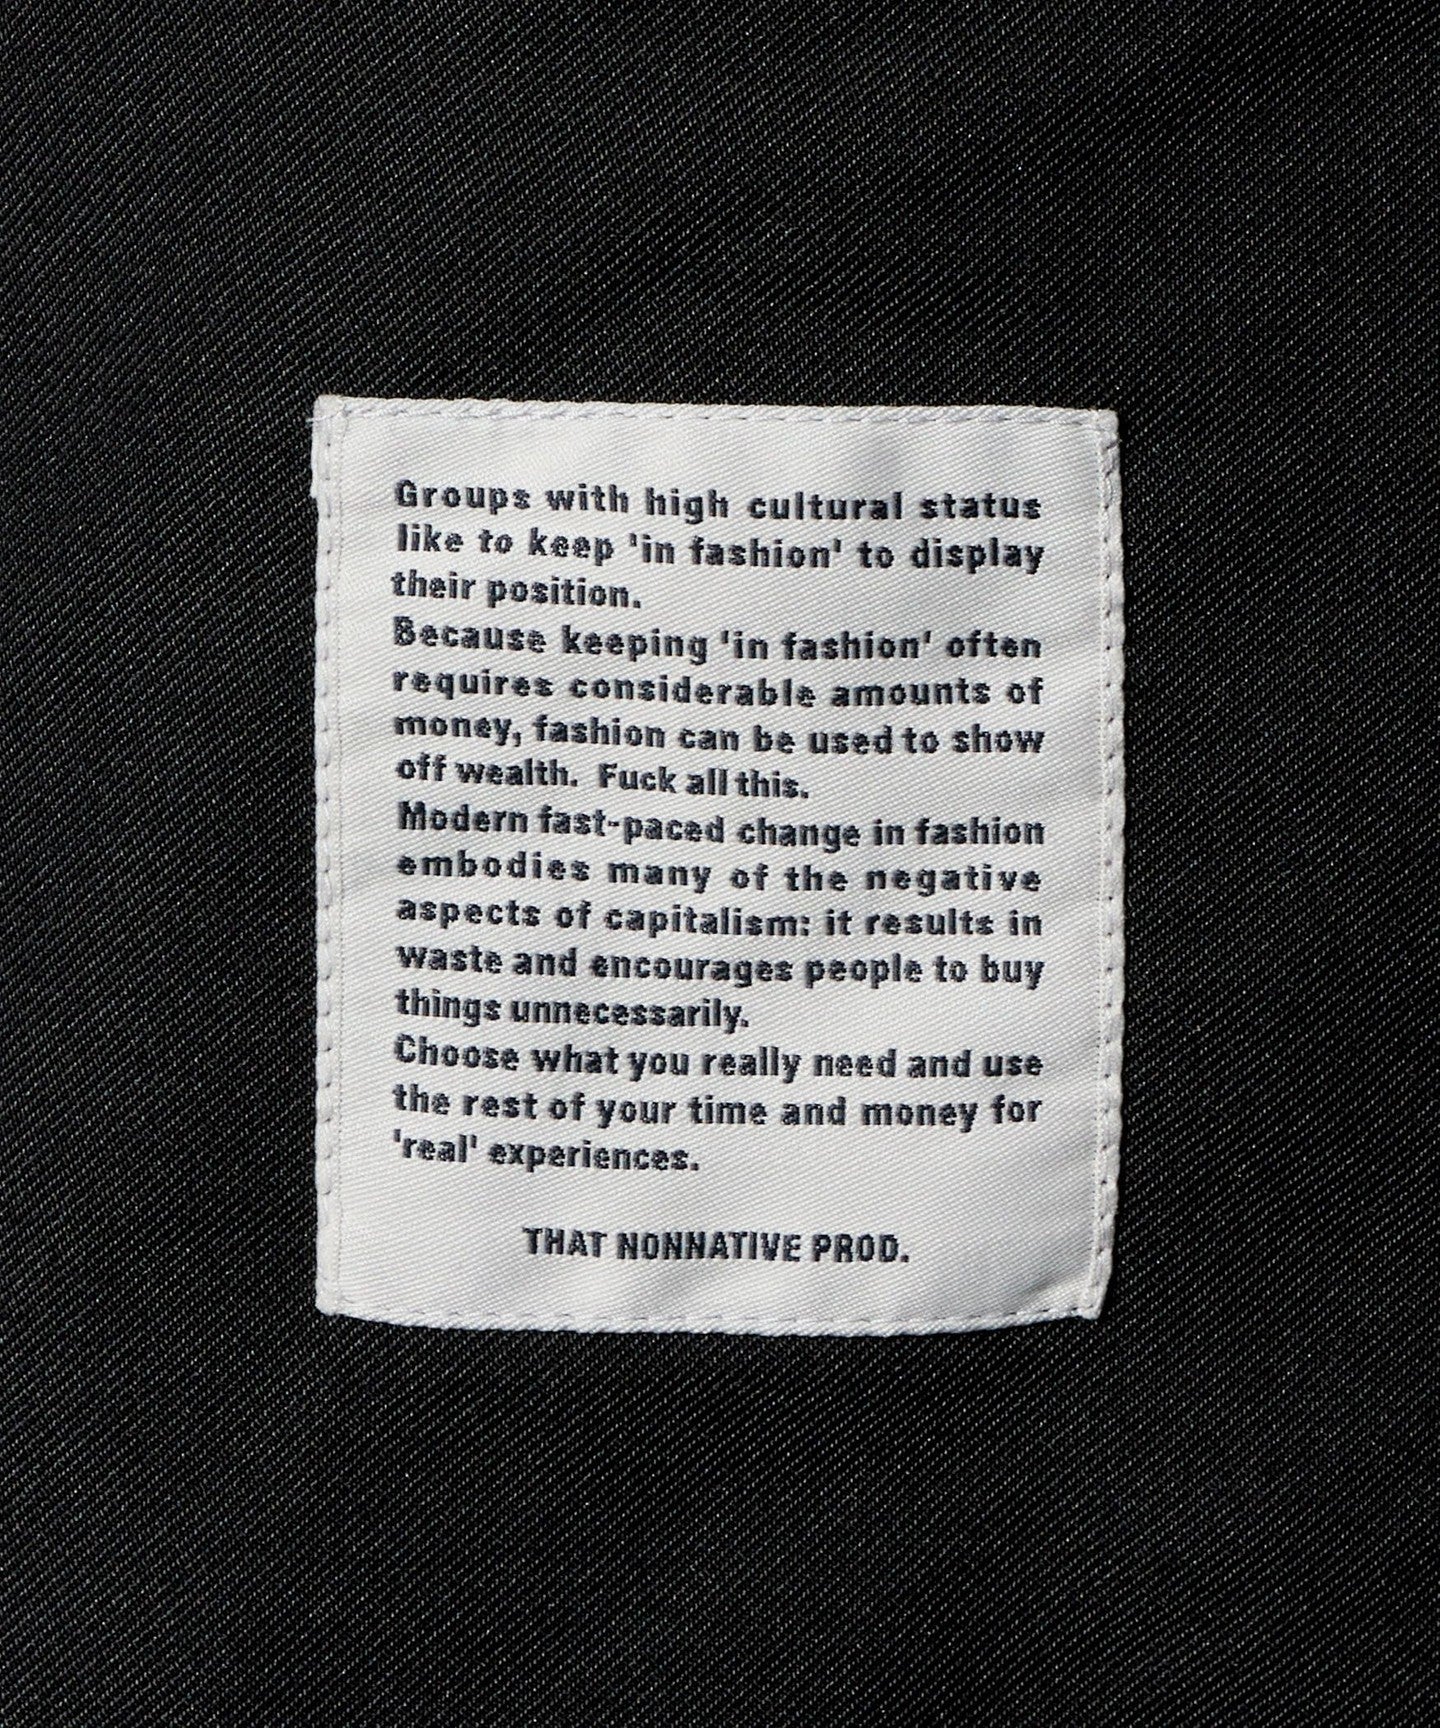 Groups with high cultural status
like to keep 'in fashion' to display
their position.
Because keeping 'in fashion' often
requires considerable amounts of
money, fashion can be used to show
off wealth. Fuck all this.
Modern fast-paced change in fashion
embodies many of the negative
aspects of capitalism: it results in
waste and encourages people to buy
things unnecessarily.
Choose what you really need and use
the rest of your time and money for
'real' experiences.
THAT NONNATIVE PROD.